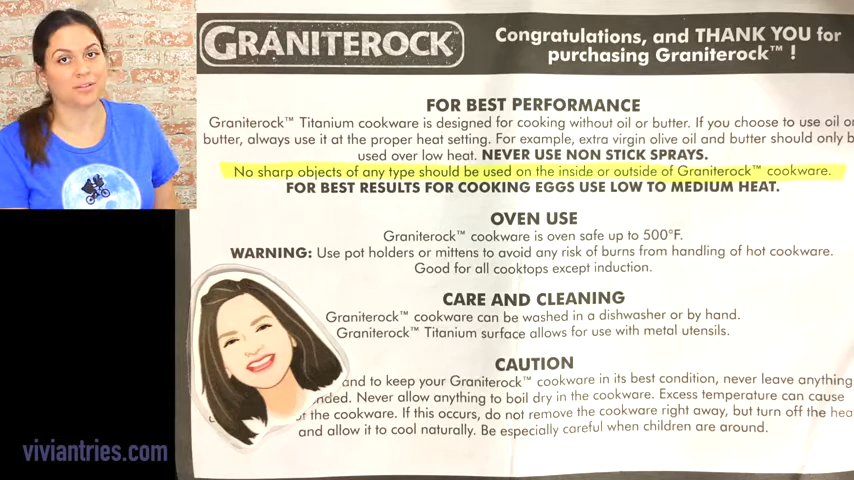 GRANITEROCK™
Congratulations, and THANK YOU for
purchasing Graniterock™ !
FOR BEST PERFORMANCE
Graniterock™ Titanium cookware is designed for cooking without oil or butter. If you choose to use oil or
butter, always use it at the proper heat setting. For example, extra virgin olive oil and butter should only b
used over low heat. NEVER USE NON STICK SPRAYS.
No sharp objects of any type should be used on the inside or outside of Graniterock™ cookware.
FOR BEST RESULTS FOR COOKING EGGS USE LOW TO MEDIUM HEAT.
OVEN USE
Graniterock™ cookware is oven safe up to 500°F.
WARNING: Use pot holders or mittens to avoid any risk of burns from handling of hot cookware.
Good for all cooktops except induction.
CARE AND CLEANING
Graniterock™ cookware can be washed in a dishwasher or by hand.
Graniterock™ Titanium surface allows for use with metal utensils.
CAUTION
and to keep your Graniterock™ cookware in its best condition, never leave anything
nded. Never allow anything to boil dry in the cookware. Excess temperature can cause
the cookware. If this occurs, do not remove the cookware right away, but turn off the hea
and allow it to cool naturally. Be especially careful when children are around.
viviantries.com